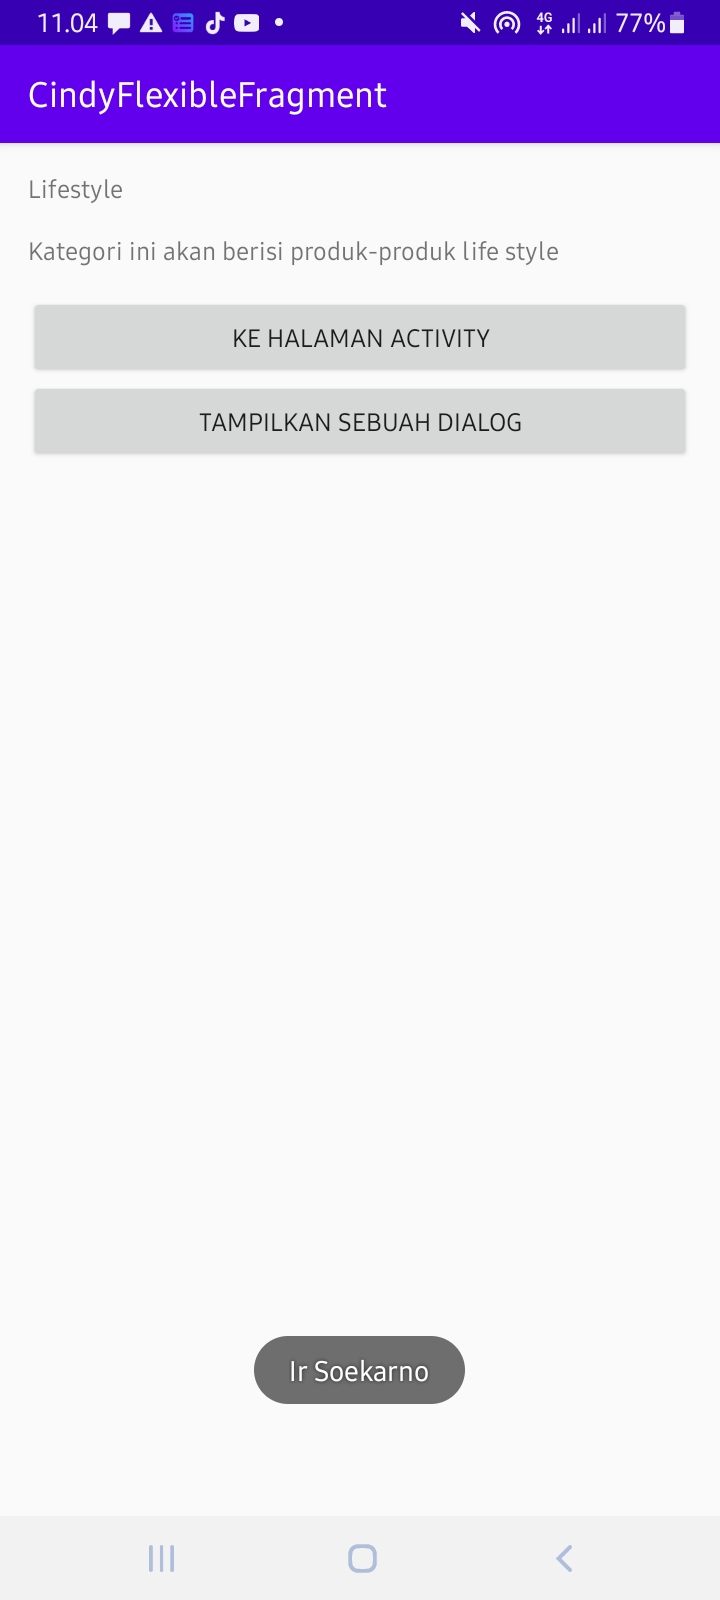 11.04
4G
77%
CindyFlexibleFragment
Lifestyle
Kategori ini akan berisi produk-produk life style
KE HALAMAN ACTIVITY
TAMPILKAN SEBUAH DIALOG
Ir Soekarno